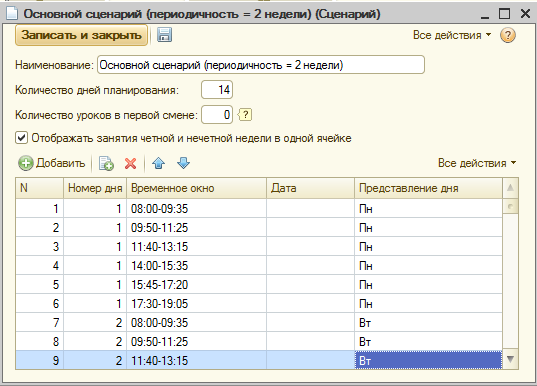 Основной сценарий (периодичность = 2 недели) (Сценарий)
Записать и закрыть Все действия ?
Наименование: Основной сценарий (периодичность = 2 недели)
Количество дней планирования: 14
Количество уроков в первой смене: 0 ?
Отображать занятия четной и нечетной недели в одной ячейке
Добавить Все действия
N Номер дня Временное окно Дата Представление дня
1 1 08:00-09:35 Пн
2 1 09:50-11:25 Пн
3 1 11:40-13:15 Пн
4 1 14:00-15:35 Пн
5 1 15:45-17:20 Пн
6 1 17:30-19:05 Пн
7 2 08:00-09:35 Вт
8 2 09:50-11:25 Вт
9 2 11:40-13:15 Вт